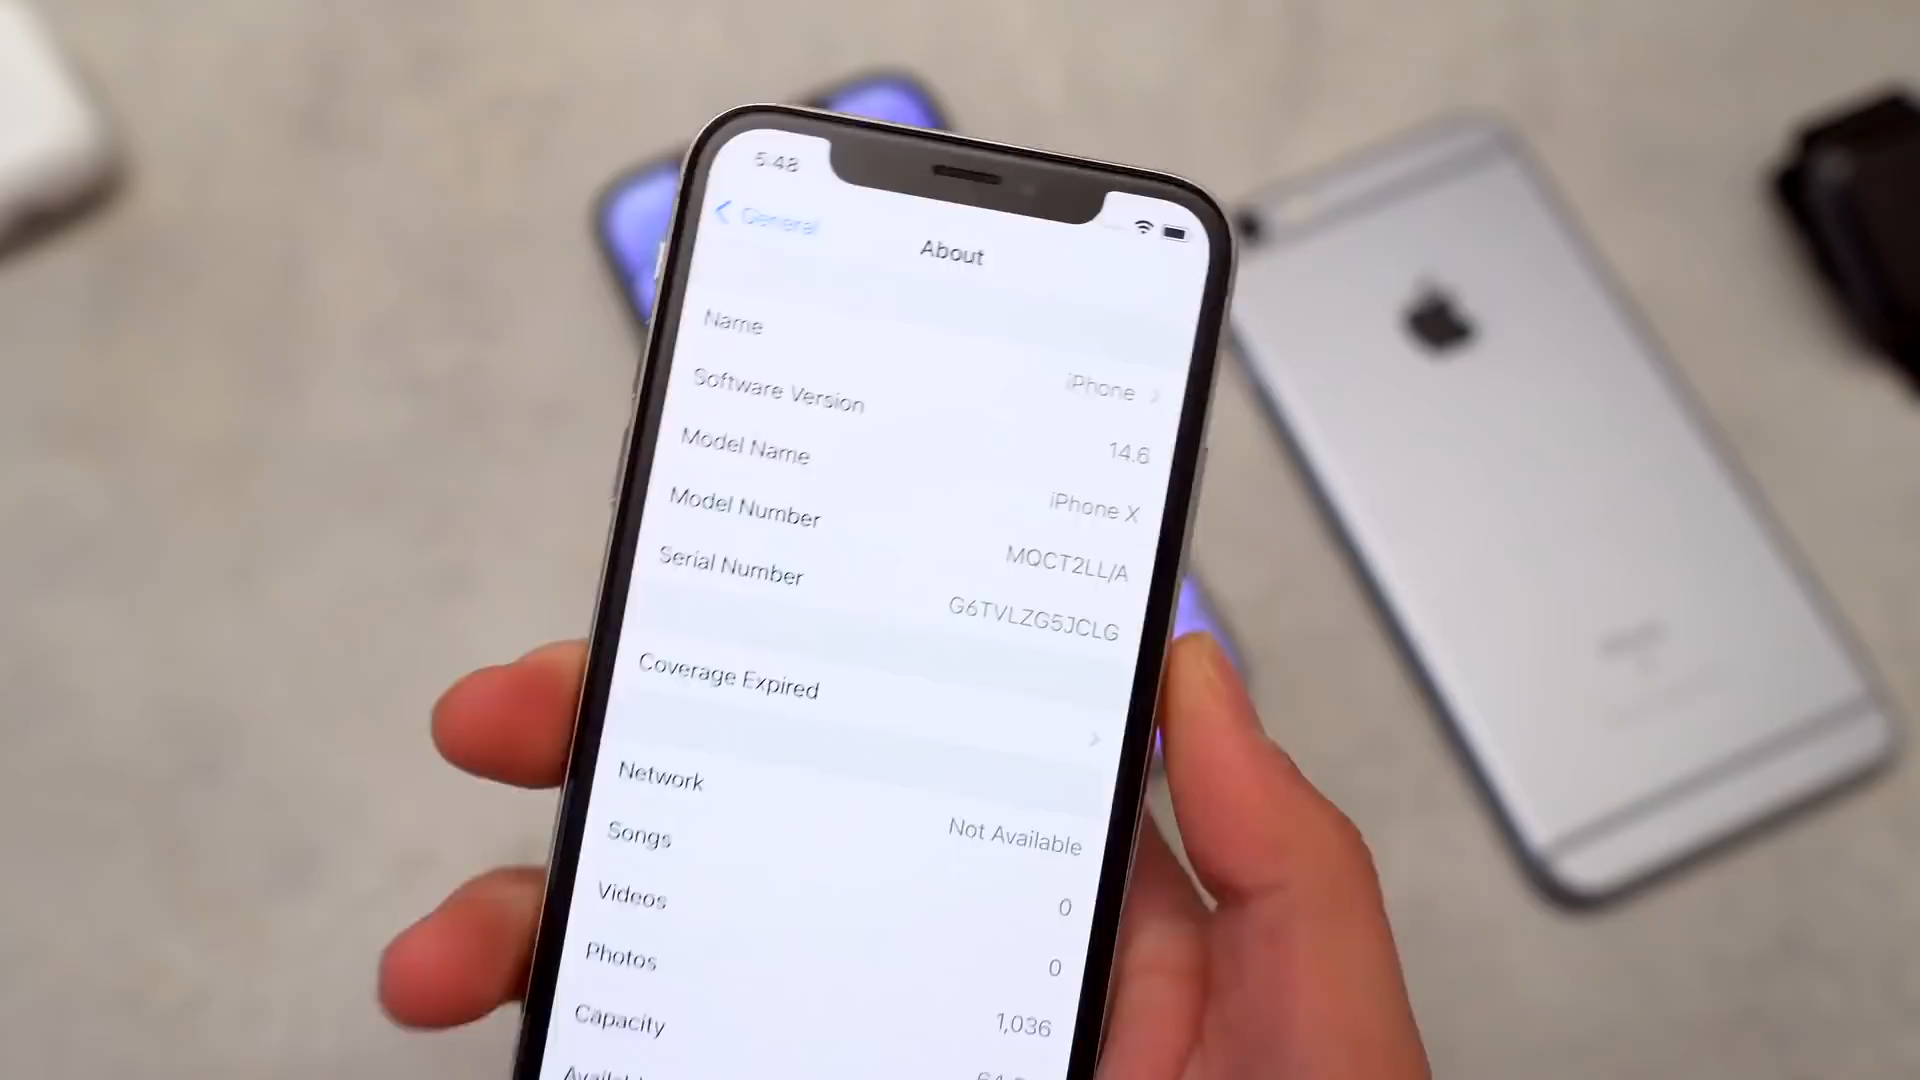 5:48
General
About
Name
iPhone
Software Version
14.6
Model Name
iPhone X
Model Number
MQCT2LL/A
Serial Number
G6TVLZG5JCLG
Coverage Expired
Network
Not Available
Songs
0
Videos
0
Photos
1,036
Capacity